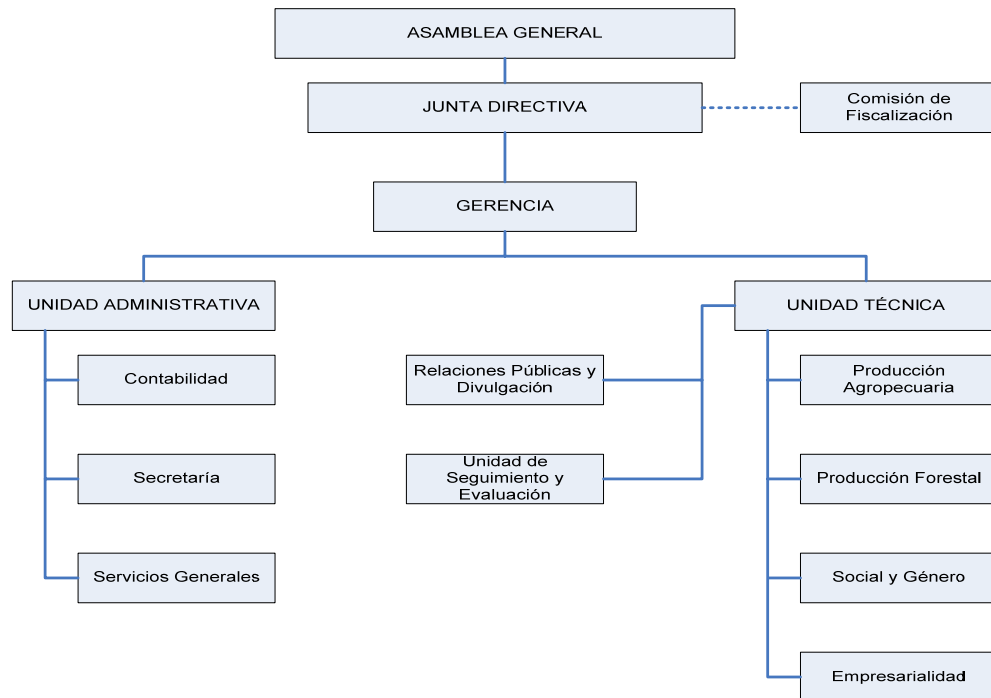 ASAMBLEA GENERAL
JUNTA DIRECTIVA
Comisión de
Fiscalización
GERENCIA
UNIDAD ADMINISTRATIVA
UNIDAD TÉCNICA
Contabilidad
Relaciones Públicas y
Divulgación
Producción
Agropecuaria
Secretaría
Unidad de
Seguimiento y
Evaluación
Producción Forestal
Servicios Generales
Social y Género
Empresarialidad